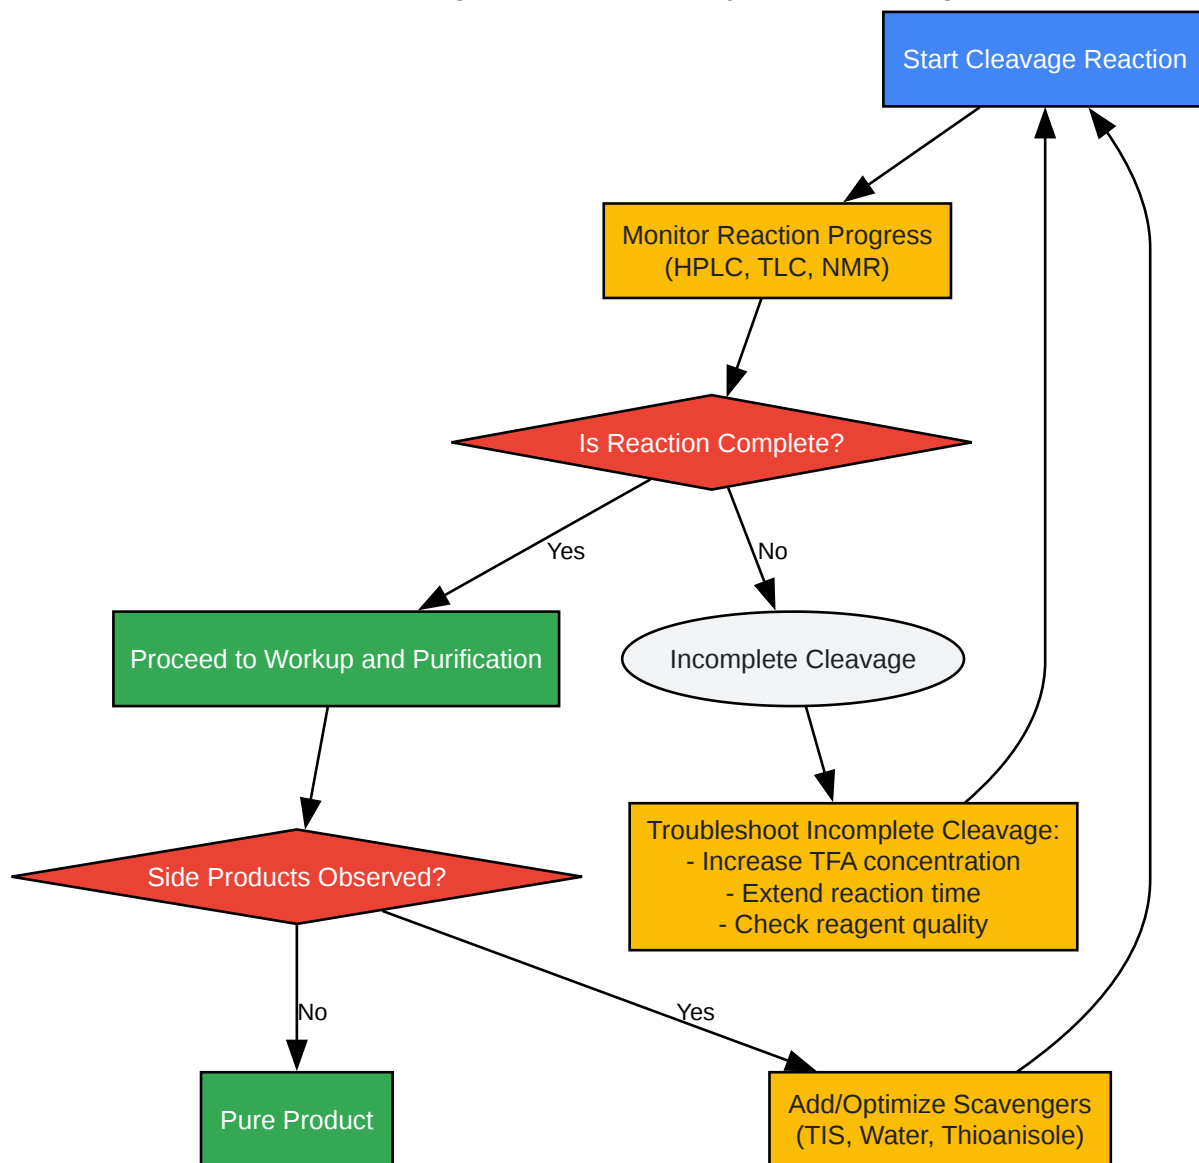 Start Cleavage Reaction
Monitor Reaction Progress
(HPLC, TLC, NMR)
Is Reaction Complete?
Yes
No
Proceed to Workup and Purification
Incomplete Cleavage
Troubleshoot Incomplete Cleavage:
- Increase TFA concentration
- Extend reaction time
- Check reagent quality
Side Products Observed?
No
Yes
Pure Product
Add/Optimize Scavengers
(TIS, Water, Thioanisole)